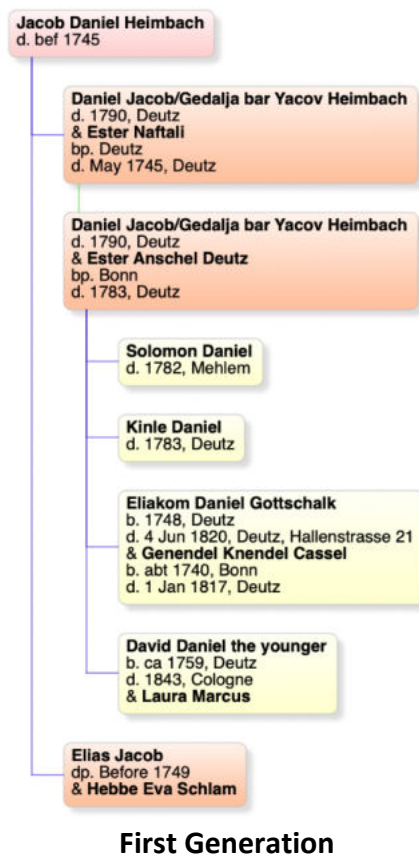 Jacob Daniel Heimbach
d. bef 1745
Daniel Jacob/Gedalja bar Yacov Heimbach
d. 1790, Deutz
& Ester Naftali
bp. Deutz
d. May 1745, Deutz
Daniel Jacob/Gedalja bar Yacov Heimbach
d. 1790, Deutz
& Ester Anschel Deutz
bp. Bonn
d. 1783, Deutz
Solomon Daniel
d. 1782, Mehlem
Kinle Daniel
d. 1783, Deutz
Eliakom Daniel Gottschalk
b. 1748, Deutz
d. 4 Jun 1820, Deutz, Hallenstrasse 21
& Genendel Knendel Cassel
b. abt 1740, Bonn
d. 1 Jan 1817, Deutz
David Daniel the younger
b. ca 1759, Deutz
d. 1843, Cologne
& Laura Marcus
Elias Jacob
dp. Before 1749
& Hebbe Eva Schlam
First Generation